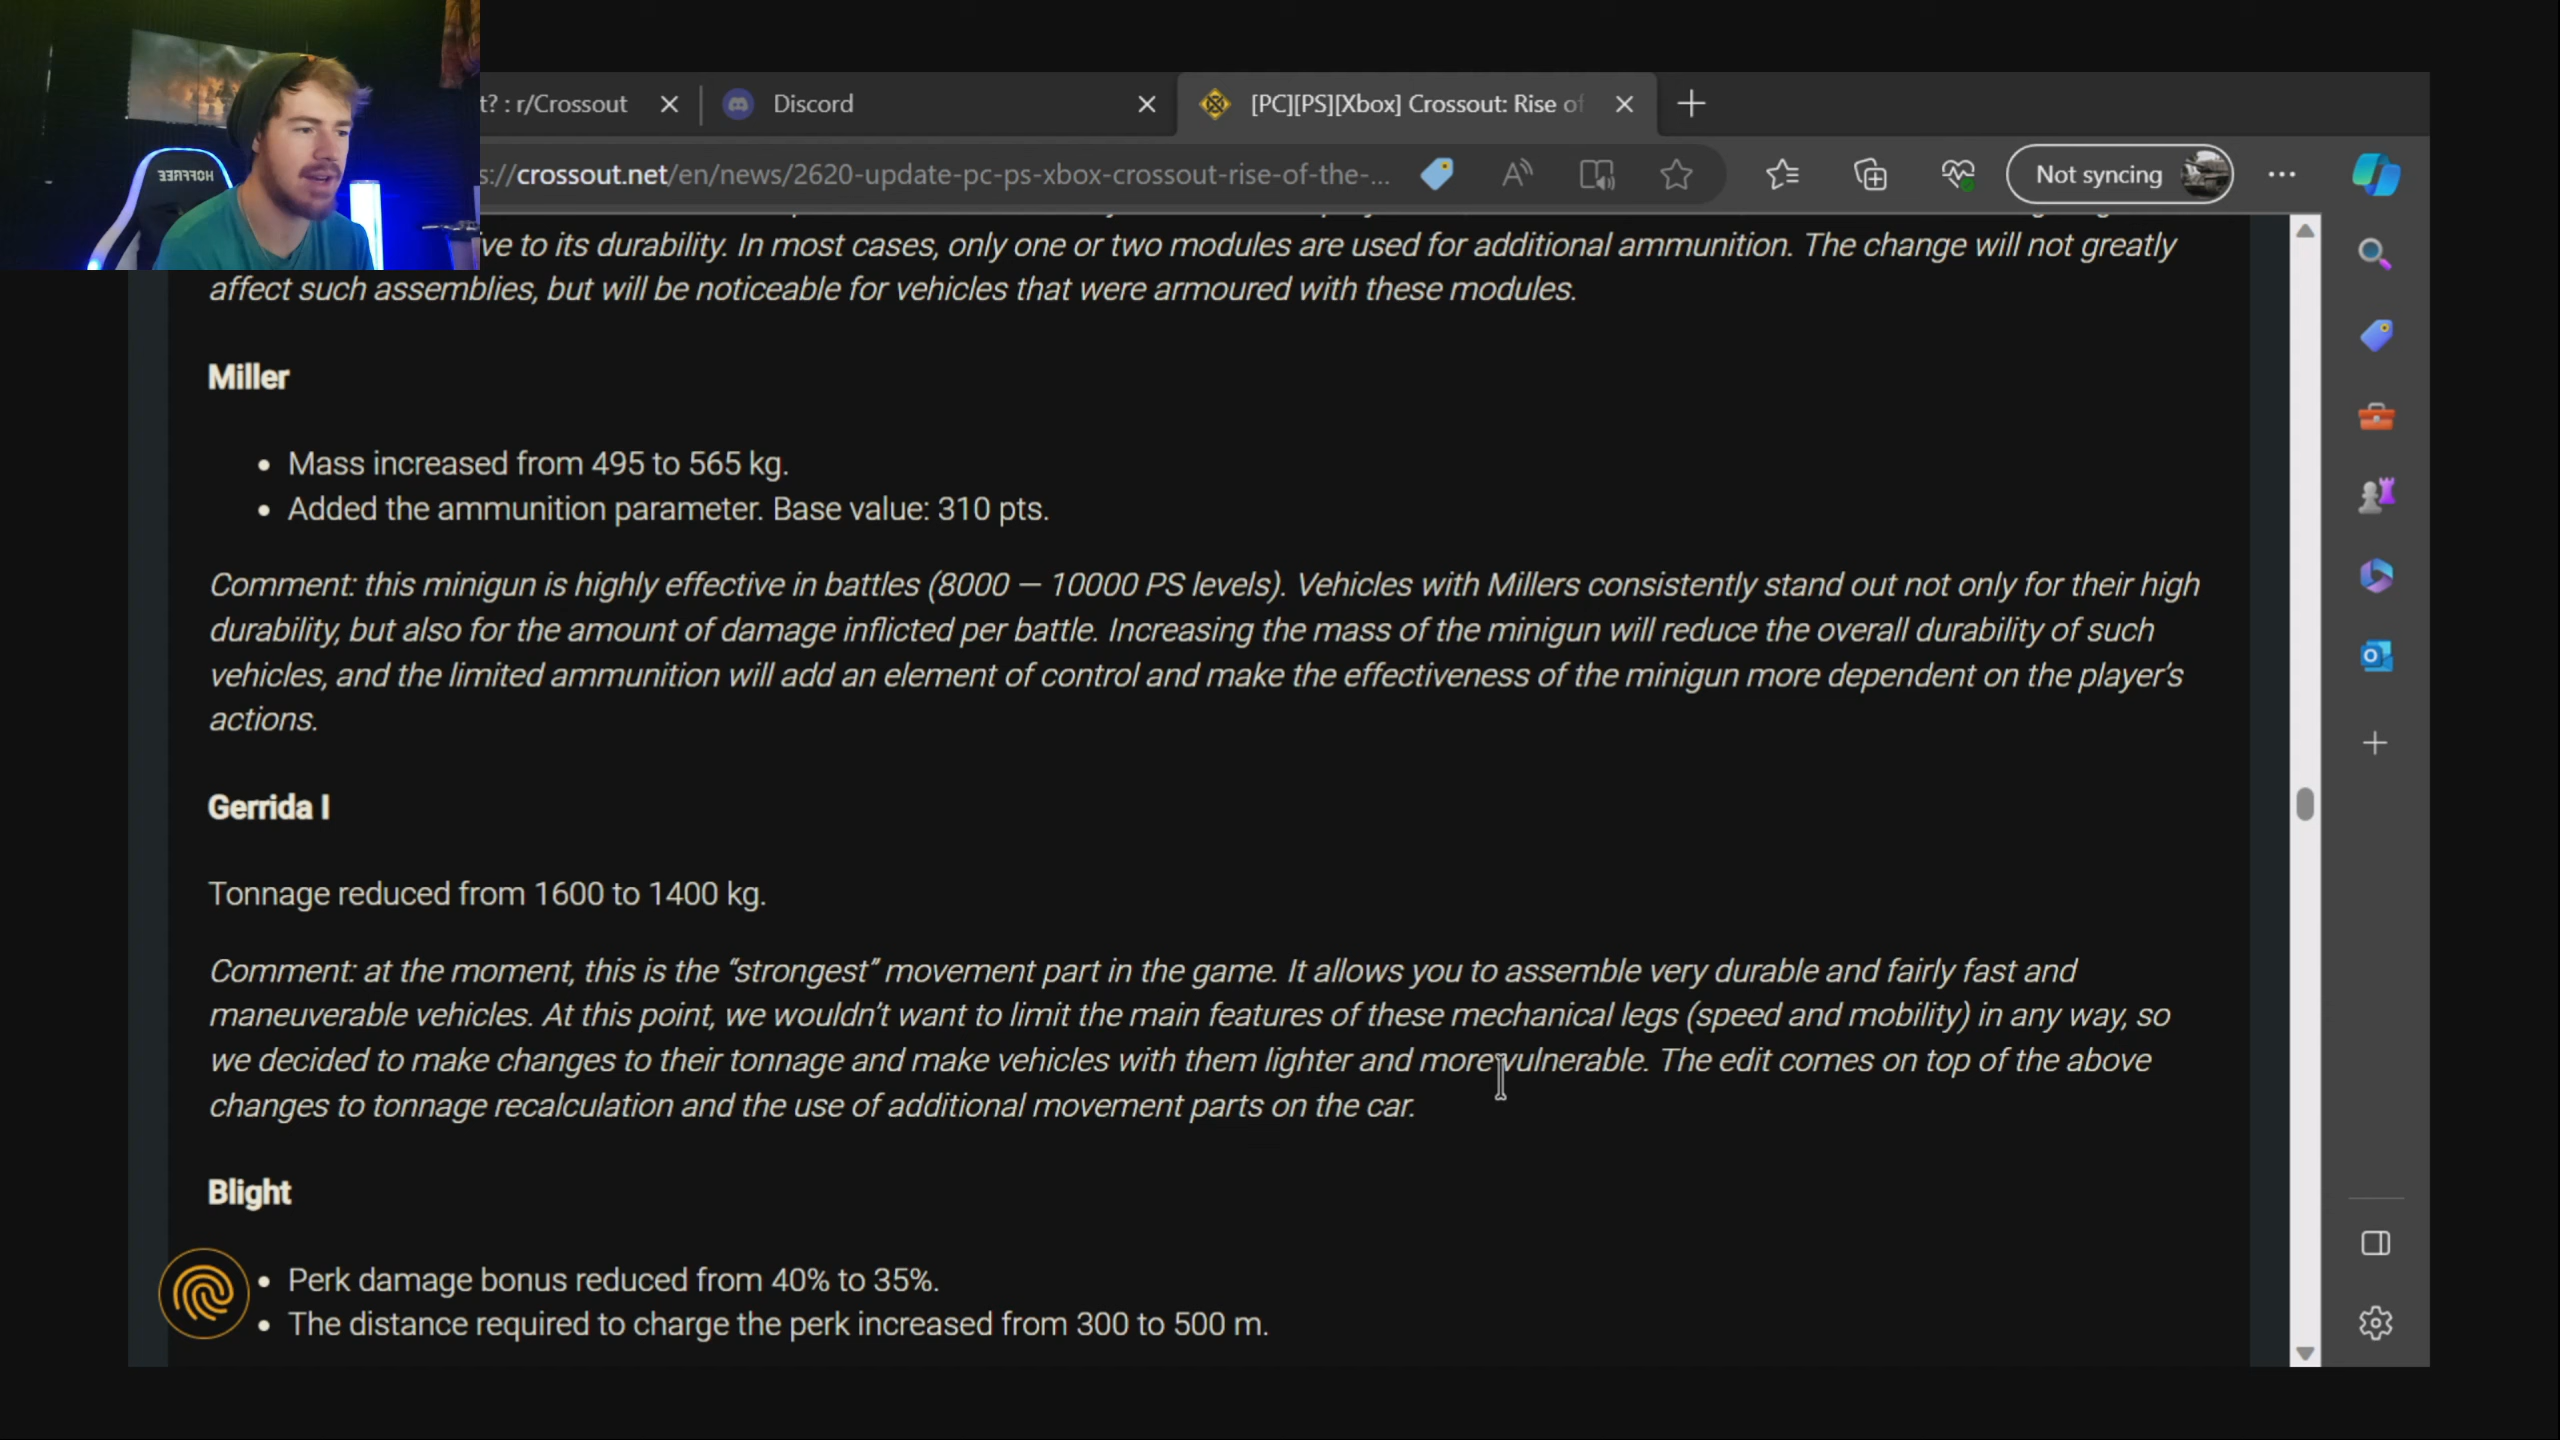 t? : r/Crossout
Discord
[PC][PS][Xbox] Crossout: Rise of
s://crossout.net/en/news/2620-update-pc-ps-xbox-crossout-rise-of-the-...
Not syncing
HOFFREE
ve to its durability. In most cases, only one or two modules are used for additional ammunition. The change will not greatly
affect such assemblies, but will be noticeable for vehicles that were armoured with these modules.
Miller
• Mass increased from 495 to 565 kg.
• Added the ammunition parameter. Base value: 310 pts.
Comment: this minigun is highly effective in battles (8000 — 10000 PS levels). Vehicles with Millers consistently stand out not only for their high
durability, but also for the amount of damage inflicted per battle. Increasing the mass of the minigun will reduce the overall durability of such
vehicles, and the limited ammunition will add an element of control and make the effectiveness of the minigun more dependent on the player's
actions.
Gerrida I
Tonnage reduced from 1600 to 1400 kg.
Comment: at the moment, this is the “strongest” movement part in the game. It allows you to assemble very durable and fairly fast and
maneuverable vehicles. At this point, we wouldn’t want to limit the main features of these mechanical legs (speed and mobility) in any way, so
we decided to make changes to their tonnage and make vehicles with them lighter and more vulnerable. The edit comes on top of the above
changes to tonnage recalculation and the use of additional movement parts on the car.
Blight
• Perk damage bonus reduced from 40% to 35%.
• The distance required to charge the perk increased from 300 to 500 m.